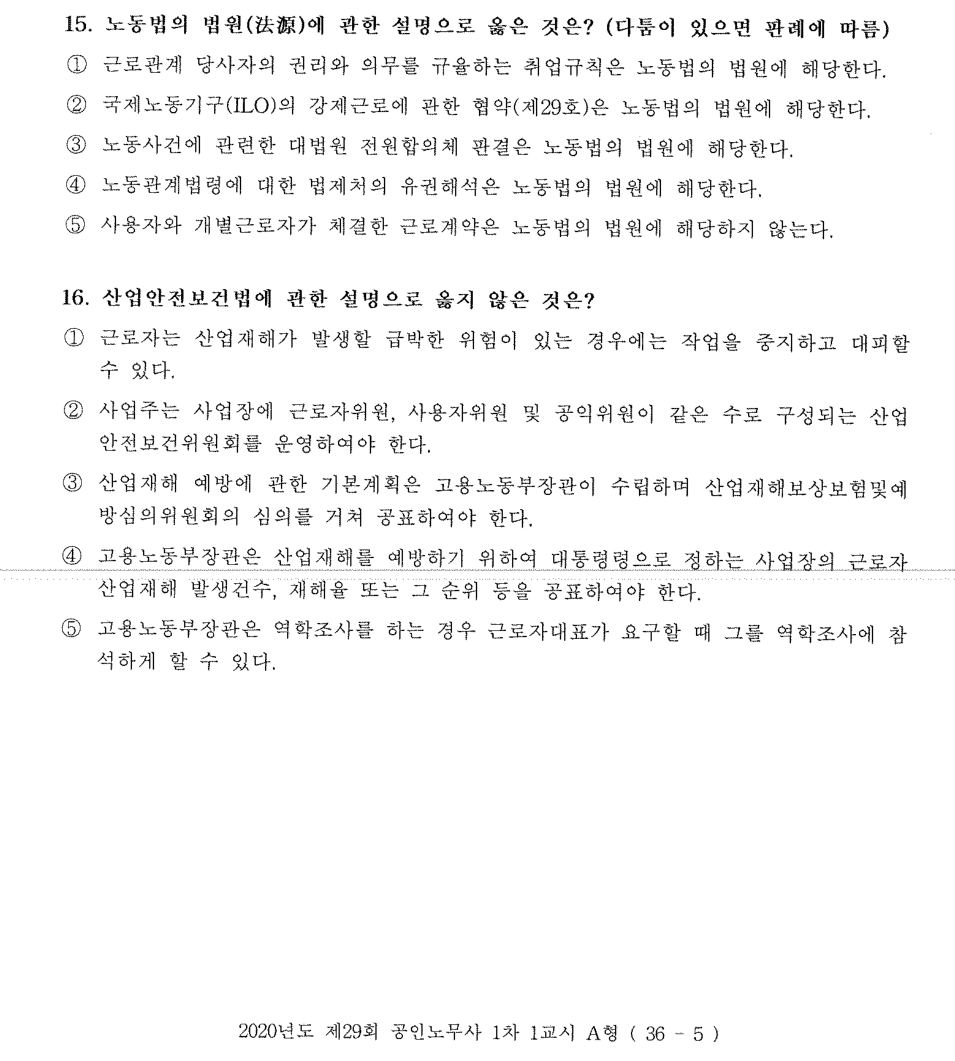 15. 노동법의 법원(法源)에 관한 설명으로 옳은 것은? (다툼이 있으면 판례에 따름)
① 근로관계 당사자의 권리와 의무를 규율하는 취업규칙은 노동법의 법원에 해당한다.
② 국제노동기구(ILO)의 강제근로에 관한 협약(제29호)은 노동법의 법원에 해당한다.
③ 노동사건에 관련한 대법원 전원합의체 판결은 노동법의 법원에 해당한다.
④ 노동관계법령에 대한 법제처의 유권해석은 노동법의 법원에 해당한다.
⑤ 사용자와 개별근로자가 체결한 근로계약은 노동법의 법원에 해당하지 않는다.
16. 산업안전보건법에 관한 설명으로 옳지 않은 것은?
① 근로자는 산업재해가 발생할 급박한 위험이 있는 경우에는 작업을 중지하고 대피할
수 있다.
② 사업주는 사업장에 근로자위원, 사용자위원 및 공익위원이 같은 수로 구성되는 산업
안전보건위원회를 운영하여야 한다.
③ 산업재해 예방에 관한 기본계획은 고용노동부장관이 수립하며 산업재해보상보험및예
방심의위원회의 심의를 거쳐 공표하여야 한다.
④ 고용노동부장관은 산업재해를 예방하기 위하여 대통령령으로 정하는 사업장의 근로자
산업재해 발생건수, 재해율 또는 그 순위 등을 공표하여야 한다.
⑤ 고용노동부장관은 역학조사를 하는 경우 근로자대표가 요구할 때 그를 역학조사에 참
석하게 할 수 있다.
2020년도 제29회 공인노무사 1차 1교시 A형 ( 36 - 5 )